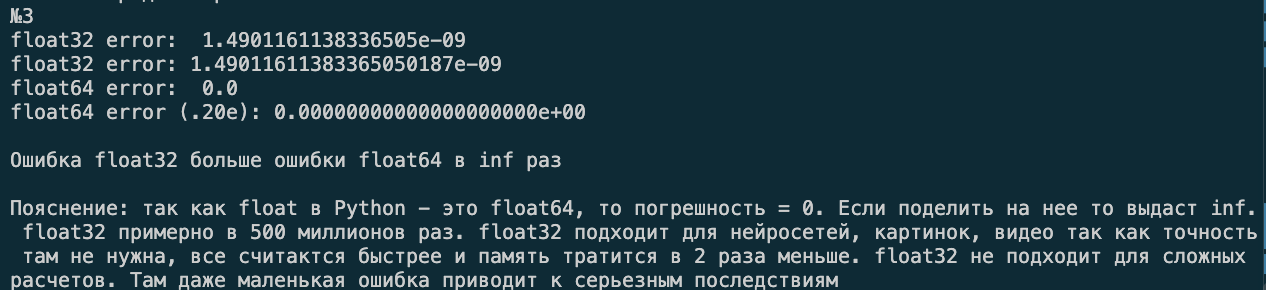 №3
float32 error:  1.4901161138336505e-09
float32 error: 1.49011611383365050187e-09
float64 error:  0.0
float64 error (.20e): 0.00000000000000000000e+00
Ошибка float32 больше ошибки float64 в inf раз
Пояснение: так как float в Python - это float64, то погрешность = 0. Если поделить на нее то выдаст inf.
float32 примерно в 500 миллионов раз. float32 подходит для нейросетей, картинок, видео так как точность
там не нужна, все считактся быстрее и память тратится в 2 раза меньше. float32 не подходит для сложных
расчетов. Там даже маленькая ошибка приводит к серьезным последствиям